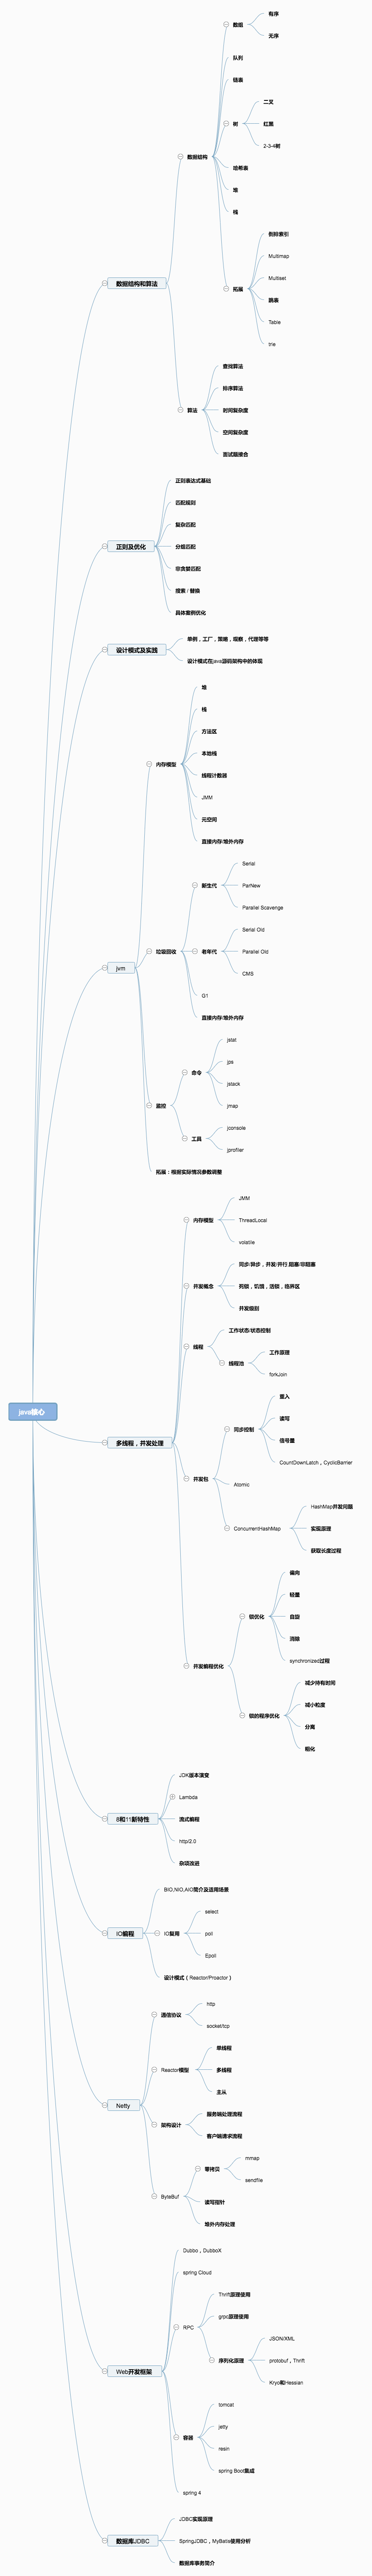 java核心
数据结构和算法
数据结构
数组
有序
无序
队列
链表
树
二叉
红黑
2-3-4树
哈希表
堆
栈
拓展
倒排索引
Multimap
Multiset
跳表
Table
trie
算法
查找算法
排序算法
时间复杂度
空间复杂度
面试题接合
正则及优化
正则表达式基础
匹配规则
复杂匹配
分组匹配
非贪婪匹配
搜索 / 替换
具体案例优化
设计模式及实践
单例，工厂，策略，观察，代理等等
设计模式在java源码架构中的体现
jvm
内存模型
堆
栈
方法区
本地栈
线程计数器
JMM
元空间
直接内存/堆外内存
垃圾回收
新生代
Serial
ParNew
Parallel Scavenge
老年代
Serial Old
Parallel Old
CMS
G1
直接内存/堆外内存
监控
命令
jstat
jps
jstack
jmap
工具
jconsole
jprofiler
拓展：根据实际情况参数调整
多线程，并发处理
内存模型
JMM
ThreadLocal
volatile
并发概念
同步/异步，并发/并行,阻塞/非阻塞
死锁，饥饿，活锁，临界区
并发级别
线程
工作状态/状态控制
线程池
工作原理
forkJoin
并发包
同步控制
重入
读写
信号量
CountDownLatch，CyclicBarrier
Atomic
ConcurrentHashMap
HashMap并发问题
实现原理
获取长度过程
并发编程优化
锁优化
偏向
轻量
自旋
消除
synchronized过程
锁的程序优化
减少持有时间
减小粒度
分离
粗化
8和11新特性
JDK版本演变
Lambda
流式编程
http/2.0
杂项改进
IO编程
BIO,NIO,AIO简介及适用场景
IO复用
select
poll
Epoll
设计模式（Reactor/Proactor）
Netty
通信协议
http
socket/tcp
Reactor模型
单线程
多线程
主从
架构设计
服务端处理流程
客户端请求流程
ByteBuf
零拷贝
mmap
sendfile
读写指针
堆外内存处理
Web开发框架
Dubbo，DubboX
spring Cloud
RPC
Thrift原理使用
grpc原理使用
序列化原理
JSON/XML
protobuf，Thrift
Kryo和Hessian
容器
tomcat
jetty
resin
spring Boot集成
spring 4
数据库JDBC
JDBC实现原理
SpringJDBC，MyBatis使用分析
数据库事务简介